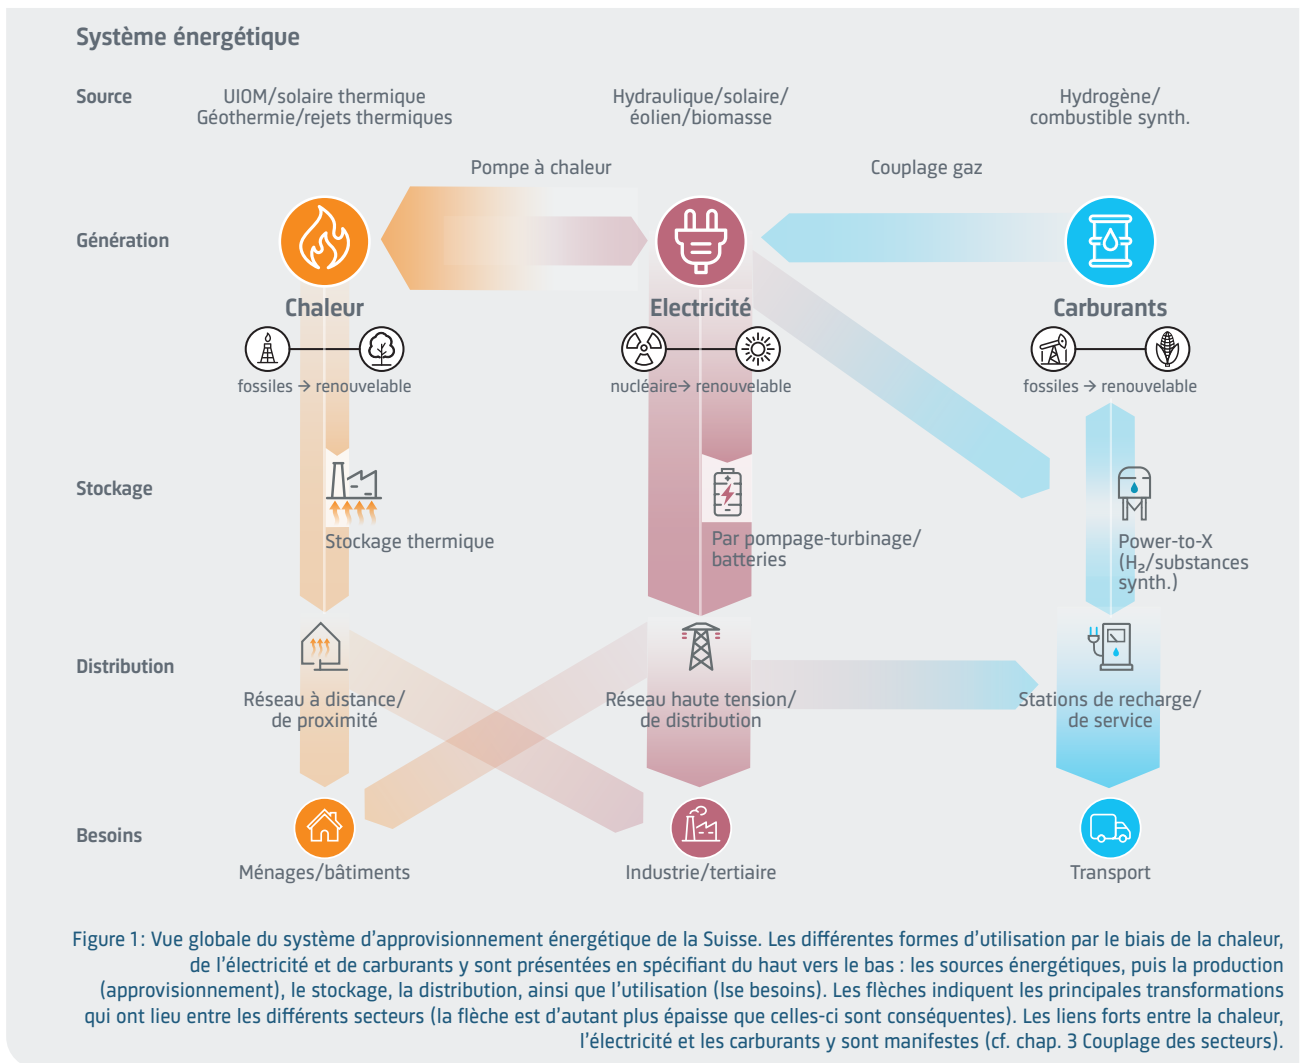 Système énergétique
Source
UIOM/solaire thermique
Géothermie/rejets thermiques
Hydraulique/solaire/
éolien/biomasse
Hydrogène/
combustible synth.
Pompe à chaleur
Couplage gaz
Génération
Chaleur
Electricité
Carburants
fossiles → renouvelable
nucléaire→ renouvelable
fossiles → renouvelable
Stockage
Stockage thermique
Par pompage-turbinage/
batteries
Power-to-X
(H₂/substances
synth.)
Distribution
Réseau à distance/
de proximité
Réseau haute tension/
de distribution
Stations de recharge/
de service
Besoins
Ménages/bâtiments
Industrie/tertiaire
Transport
Figure 1: Vue globale du système d’approvisionnement énergétique de la Suisse. Les différentes formes d’utilisation par le biais de la chaleur,
de l’électricité et de carburants y sont présentées en spécifiant du haut vers le bas : les sources énergétiques, puis la production
(approvisionnement), le stockage, la distribution, ainsi que l’utilisation (lse besoins). Les flèches indiquent les principales transformations
qui ont lieu entre les différents secteurs (la flèche est d’autant plus épaisse que celles-ci sont conséquentes). Les liens forts entre la chaleur,
l’électricité et les carburants y sont manifestes (cf. chap. 3 Couplage des secteurs).